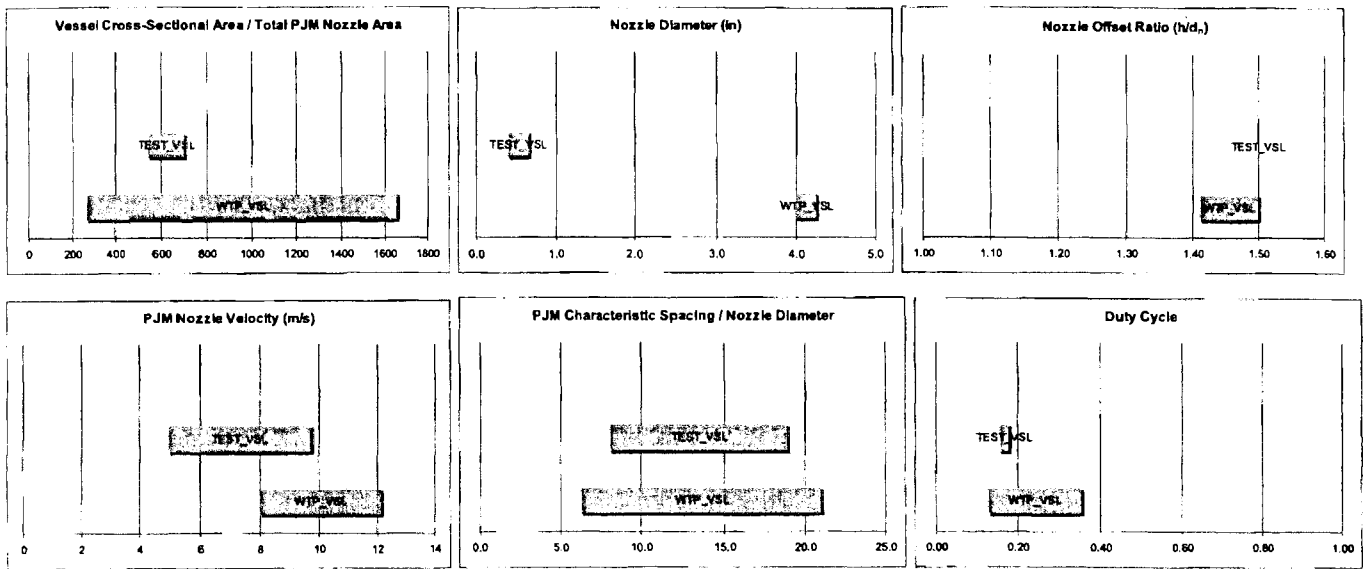 Vessel Cross-Sectional Area / Total PJM Nozzle Area
TEST_VSL
WTP_VSL
0 200 400 600 800 1000 1200 1400 1600 1800
Nozzle Diameter (in)
TEST_VSL
WTP_VSL
0.0 1.0 2.0 3.0 4.0 5.0
Nozzle Offset Ratio (h/dₙ)
TEST_VSL
WTP_VSL
1.00 1.10 1.20 1.30 1.40 1.50 1.60
PJM Nozzle Velocity (m/s)
TEST_VSL
WTP_VSL
0 2 4 6 8 10 12 14
PJM Characteristic Spacing / Nozzle Diameter
TEST_VSL
WTP_VSL
0.0 5.0 10.0 15.0 20.0 25.0
Duty Cycle
TEST_VSL
WTP_VSL
0.00 0.20 0.40 0.60 0.80 1.00